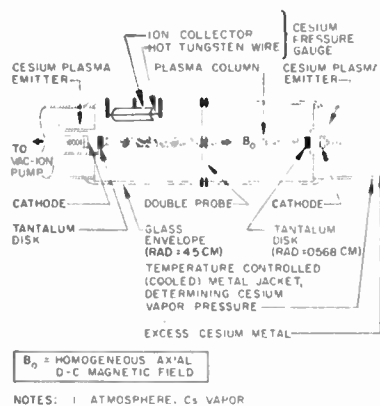 ION COLLECTOR
HOT TUNGSTEN WIRE
CESIUM
PRESSURE
GAUGE
CESIUM PLASMA
EMITTER
PLASMA COLUMN
CESIUM PLASMA
EMITTER
TO
VAC-ION
PUMP
B₀
CATHODE
DOUBLE PROBE
CATHODE
TANTALUM
DISK
GLASS
ENVELOPE
(RAD = 4.5 CM)
TANTALUM
DISK
(RAD = 0.568 CM)
TEMPERATURE CONTROLLED
(COOLED) METAL JACKET,
DETERMINING CESIUM
VAPOR PRESSURE
EXCESS CESIUM METAL
B₀ = HOMOGENEOUS AXIAL
D-C MAGNETIC FIELD
NOTES: 1 ATMOSPHERE, Cs VAPOR